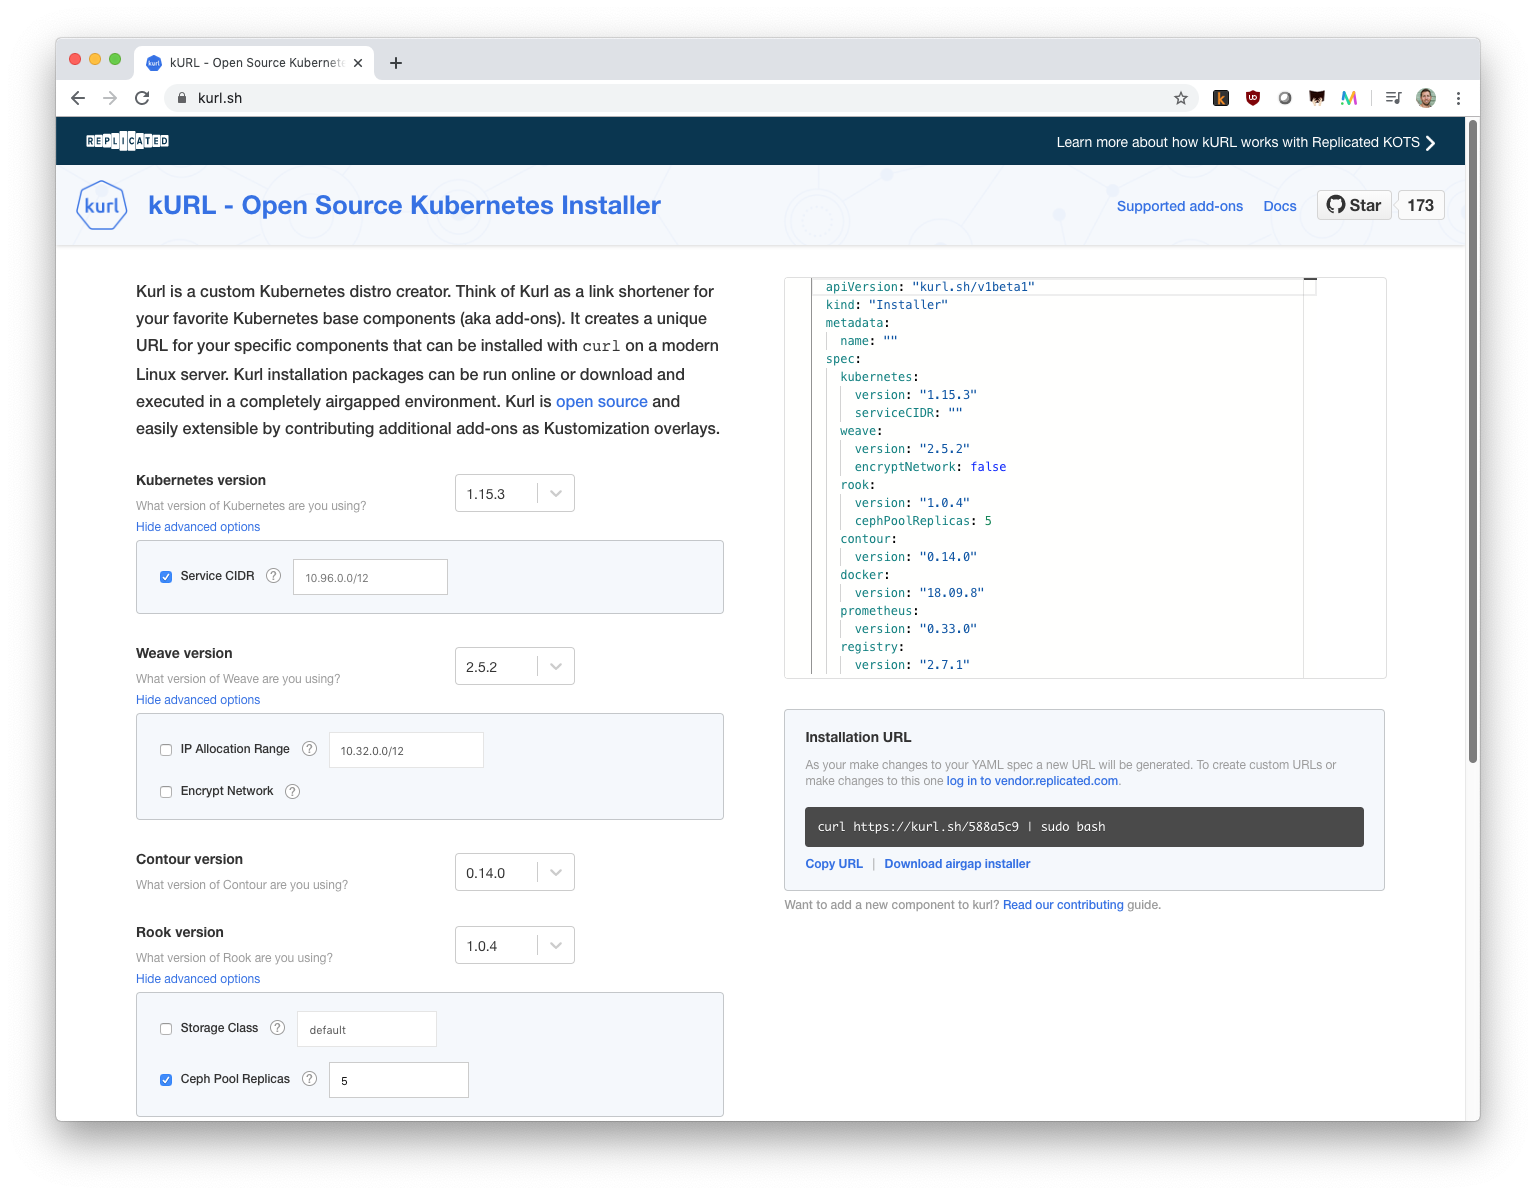 kURL - Open Source Kubernete
kurl.sh
REPLICATED
Learn more about how kURL works with Replicated KOTS
kurl
kURL - Open Source Kubernetes Installer
Supported add-ons
Docs
Star
173
Kurl is a custom Kubernetes distro creator. Think of Kurl as a link shortener for
your favorite Kubernetes base components (aka add-ons). It creates a unique
URL for your specific components that can be installed with curl on a modern
Linux server. Kurl installation packages can be run online or download and
executed in a completely airgapped environment. Kurl is open source and
easily extensible by contributing additional add-ons as Kustomization overlays.
Kubernetes version
What version of Kubernetes are you using?
1.15.3
Hide advanced options
Service CIDR ? 10.96.0.0/12
Weave version
What version of Weave are you using?
2.5.2
Hide advanced options
IP Allocation Range ? 10.32.0.0/12
Encrypt Network ?
Contour version
What version of Contour are you using?
0.14.0
Rook version
What version of Rook are you using?
1.0.4
Hide advanced options
Storage Class ? default
Ceph Pool Replicas ? 5
apiVersion: "kurl.sh/v1beta1"
kind: "Installer"
metadata:
name: ""
spec:
kubernetes:
version: "1.15.3"
serviceCIDR: ""
weave:
version: "2.5.2"
encryptNetwork: false
rook:
version: "1.0.4"
cephPoolReplicas: 5
contour:
version: "0.14.0"
docker:
version: "18.09.8"
prometheus:
version: "0.33.0"
registry:
version: "2.7.1"
Installation URL
As your make changes to your YAML spec a new URL will be generated. To create custom URLs or
make changes to this one log in to vendor.replicated.com.
curl https://kurl.sh/588a5c9 | sudo bash
Copy URL | Download airgap installer
Want to add a new component to kurl? Read our contributing guide.